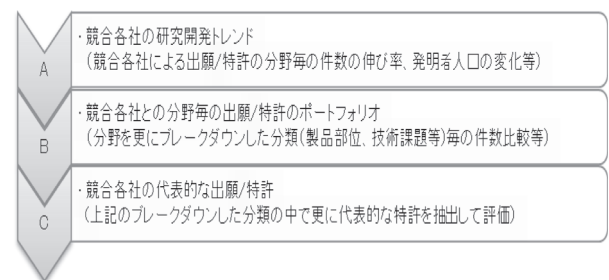 A
・競合各社の研究開発トレンド
(競合各社による出願/特許の分野毎の件数の伸び率、発明者人口の変化等)
B
・競合各社との分野毎の出願/特許のポートフォリオ
(分野を更にブレークダウンした分類(製品部位、技術課題等)毎の件数比較等)
C
・競合各社の代表的な出願/特許
(上記のブレークダウンした分類の中で更に代表的な特許を抽出して評価)